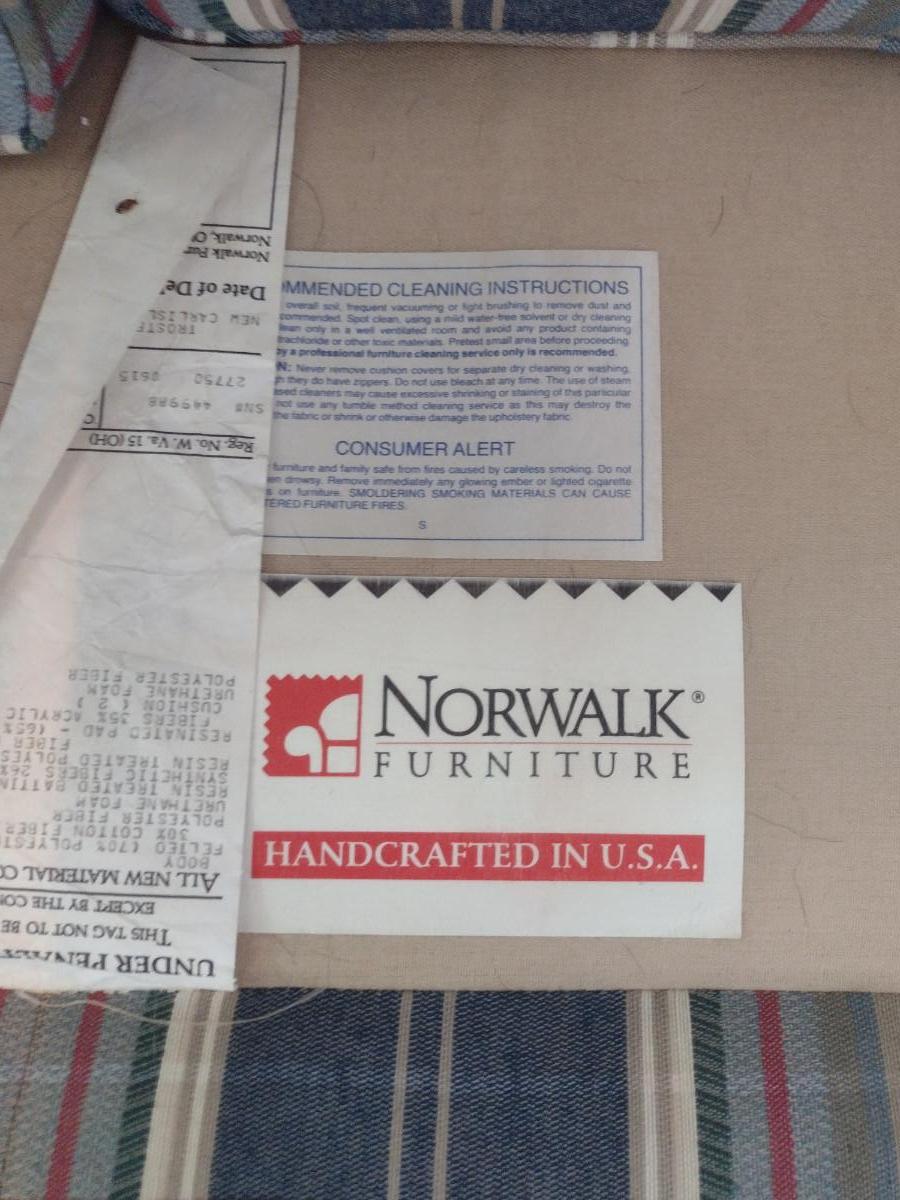 MMENDED CLEANING INSTRUCTIONS
overall soil, frequent vacuuming or light brushing to remove dust and
commended. Spot clean, using a mild water-free solvent or dry cleaning
lean only in a well ventilated room and avoid any product containing
trachloride or other toxic materials. Pretest small area before proceeding.
by a professional furniture cleaning service only is recommended.
N: Never remove cushion covers for separate dry cleaning or washing,
h they do have zippers. Do not use bleach at any time. The use of steam
ased cleaners may cause excessive shrinking or staining of this particular
not use any tumble method cleaning service as this may destroy the
the fabric or shrink or otherwise damage the upholstery fabric.
CONSUMER ALERT
furniture and family safe from fires caused by careless smoking. Do not
en drowsy. Remove immediately any glowing ember or lighted cigarette
s on furniture. SMOLDERING SMOKING MATERIALS CAN CAUSE
TERED FURNITURE FIRES.
S
NORWALK®
FURNITURE
HANDCRAFTED IN U.S.A.
UNDER PENAL
THIS TAG NOT TO BE
EXCEPT BY THE CO
ALL NEW MATERIAL CO
BODY
FELTED (70% POLYEST
30% COTTON FIBER
POLYESTER FIBER
URETHANE FOAM
RESIN TREATED BATTIN
SYNTHETIC FIBERS 26%
RESIN TREATED POLYES
FIBER
RESINATED PAD - (65%
FIBERS 35% ACRYLIC
CUSHION ( 2 )
URETHANE FOAM
POLYESTER FIBER
Reg. No. W. Va. 15 (OH)
SN# 44998B
27750 0615
TROSTE
NEW CARLISL
Date of De
Norwalk Fur
Norwalk, O